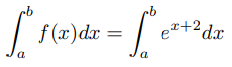 ∫_a^b f(x)dx = ∫_a^b e^{x+2}dx